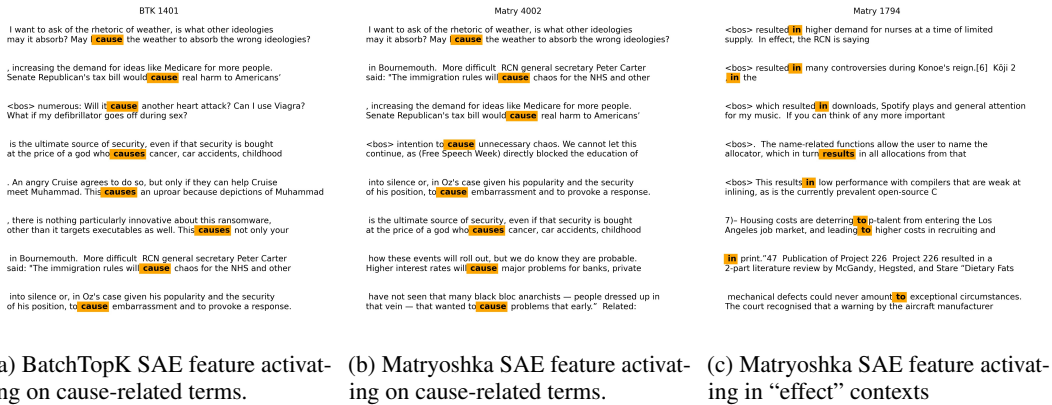 BTK 1401
I want to ask of the rhetoric of weather, is what other ideologies
may it absorb? May I cause the weather to absorb the wrong ideologies?
, increasing the demand for ideas like Medicare for more people.
Senate Republican's tax bill would cause real harm to Americans’
<bos> numerous: Will it cause another heart attack? Can I use Viagra?
What if my defibrillator goes off during sex?
is the ultimate source of security, even if that security is bought
at the price of a god who causes cancer, car accidents, childhood
. An angry Cruise agrees to do so, but only if they can help Cruise
meet Muhammad. This causes an uproar because depictions of Muhammad
, there is nothing particularly innovative about this ransomware,
other than it targets executables as well. This causes not only your
in Bournemouth.  More difficult  RCN general secretary Peter Carter
said: "The immigration rules will cause chaos for the NHS and other
into silence or, in Oz's case given his popularity and the security
of his position, to cause embarrassment and to provoke a response.
a) BatchTopK SAE feature activat-
ng on cause-related terms.
Matry 4002
I want to ask of the rhetoric of weather, is what other ideologies
may it absorb? May I cause the weather to absorb the wrong ideologies?
in Bournemouth.  More difficult  RCN general secretary Peter Carter
said: "The immigration rules will cause chaos for the NHS and other
, increasing the demand for ideas like Medicare for more people.
Senate Republican's tax bill would cause real harm to Americans’
<bos> intention to cause unnecessary chaos. We cannot let this
continue, as (Free Speech Week) directly blocked the education of
into silence or, in Oz's case given his popularity and the security
of his position, to cause embarrassment and to provoke a response.
is the ultimate source of security, even if that security is bought
at the price of a god who causes cancer, car accidents, childhood
how these events will roll out, but we do know they are probable.
Higher interest rates will cause major problems for banks, private
have not seen that many black bloc anarchists — people dressed up in
that vein — that wanted to cause problems that early.”  Related:
(b) Matryoshka SAE feature activat-
ing on cause-related terms.
Matry 1794
<bos> resulted in higher demand for nurses at a time of limited
supply.  In effect, the RCN is saying
<bos> resulted in many controversies during Konoe's reign.[6]  Kōji 2
, in the
<bos> which resulted in downloads, Spotify plays and general attention
for my music.  If you can think of any more important
<bos>.  The name-related functions allow the user to name the
allocator, which in turn results in all allocations from that
<bos> This results in low performance with compilers that are weak at
inlining, as is the currently prevalent open-source C
7)– Housing costs are deterring to p-talent from entering the Los
Angeles job market, and leading to higher costs in recruiting and
in print.”47  Publication of Project 226  Project 226 resulted in a
2-part literature review by McGandy, Hegsted, and Stare “Dietary Fats
mechanical defects could never amount to exceptional circumstances.
The court recognised that a warning by the aircraft manufacturer
(c) Matryoshka SAE feature activat-
ing in “effect” contexts